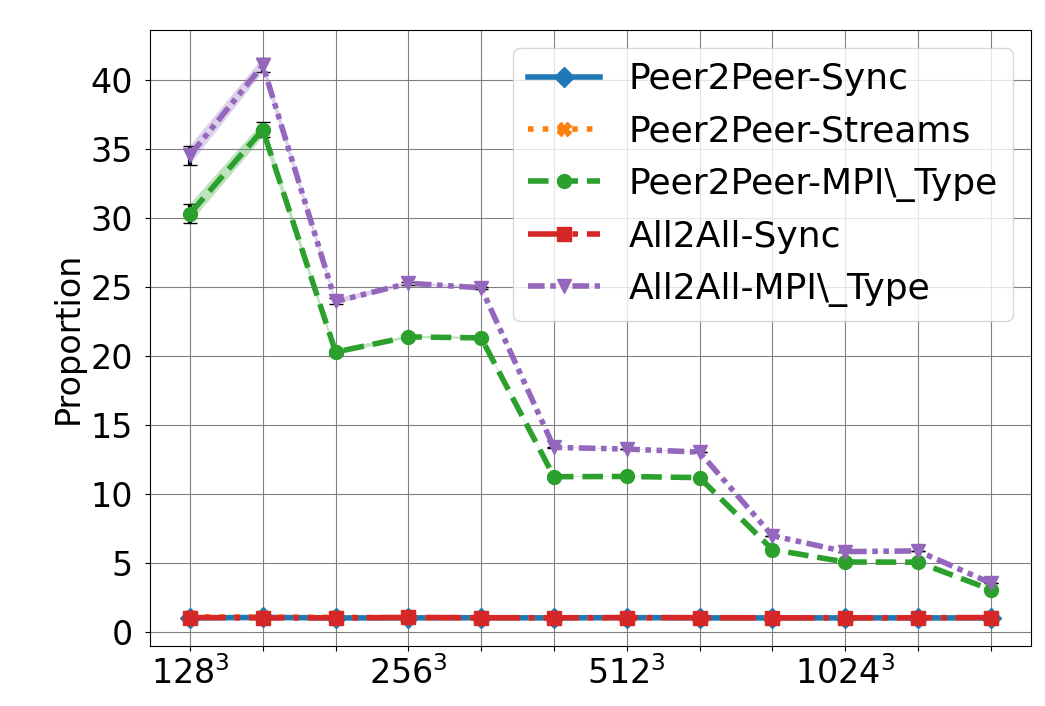 Proportion
40
35
30
25
20
15
10
5
0
128³
256³
512³
1024³
Peer2Peer-Sync
Peer2Peer-Streams
Peer2Peer-MPI\_Type
All2All-Sync
All2All-MPI\_Type